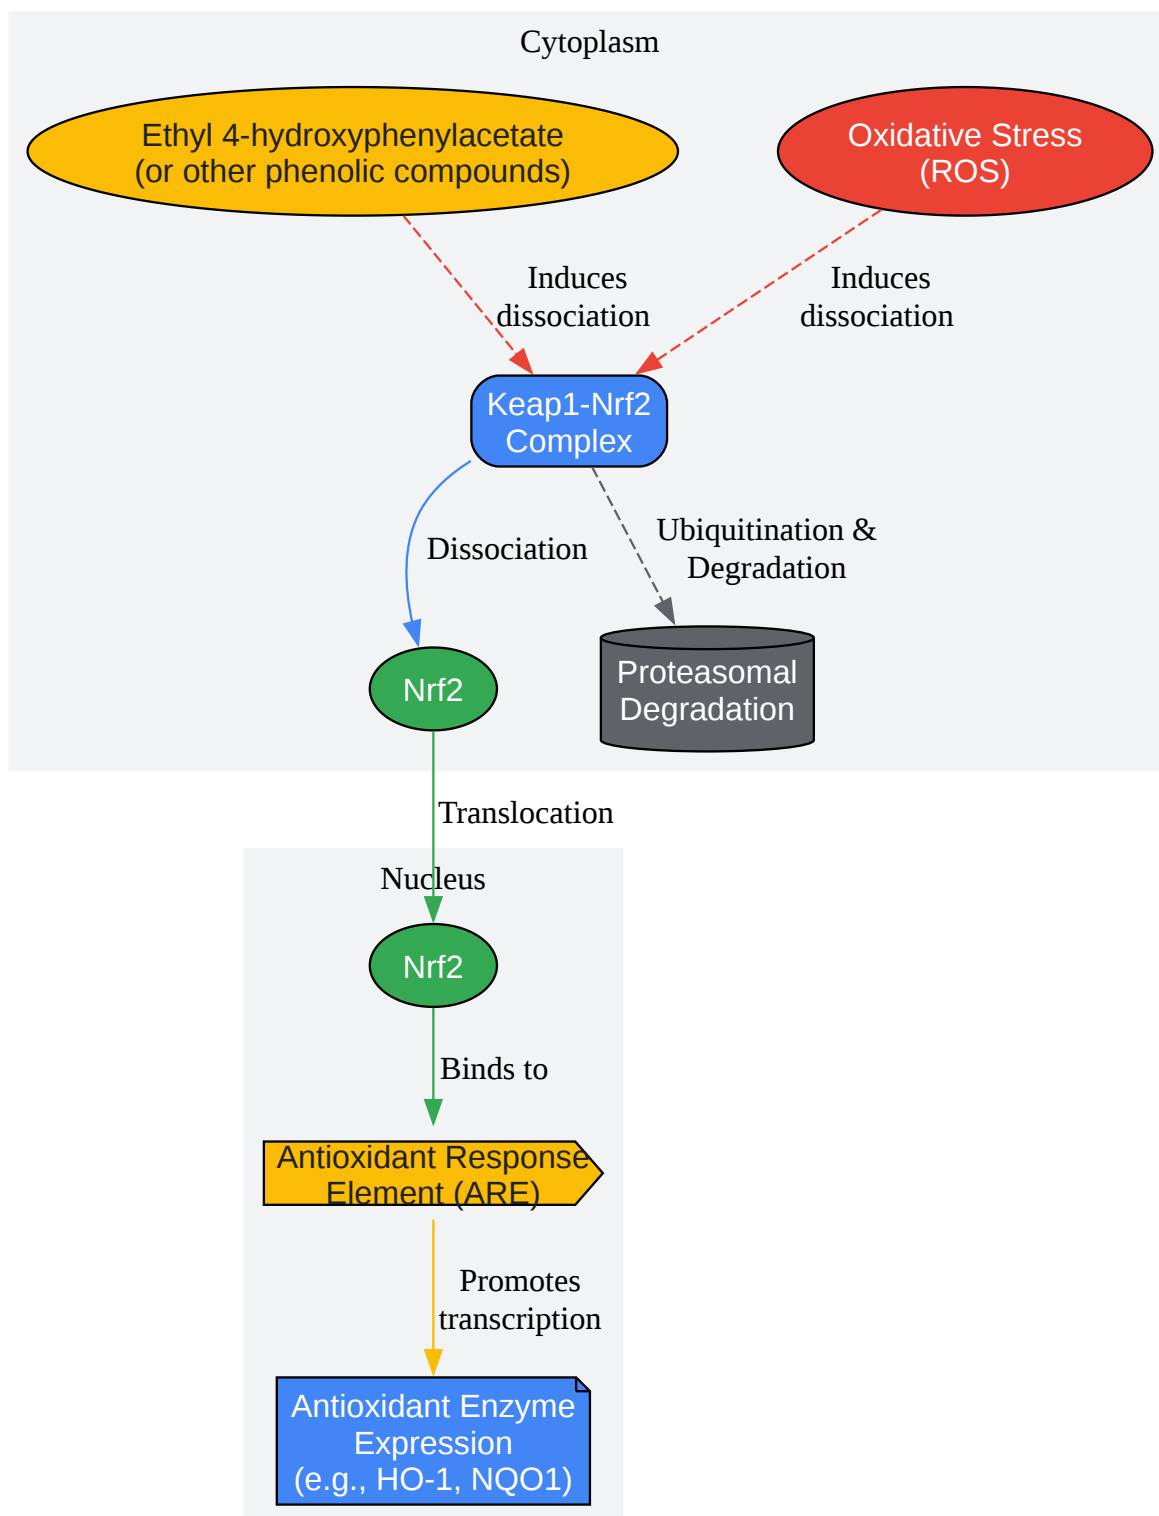 Cytoplasm
Ethyl 4-hydroxyphenylacetate
(or other phenolic compounds)
Oxidative Stress
(ROS)
Induces
dissociation
Induces
dissociation
Keap1-Nrf2
Complex
Dissociation
Ubiquitination &
Degradation
Nrf2
Proteasomal
Degradation
Translocation
Nucleus
Nrf2
Binds to
Antioxidant Response
Element (ARE)
Promotes
transcription
Antioxidant Enzyme
Expression
(e.g., HO-1, NQO1)